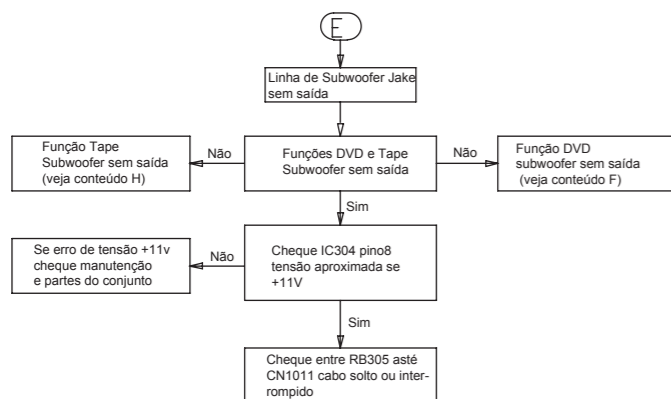 E
Linha de Subwoofer Jake
sem saída
Função Tape
Subwoofer sem saída
(veja conteúdo H)
Não
Funções DVD e Tape
Subwoofer sem saída
Não
Função DVD
subwoofer sem saída
(veja conteúdo F)
Sim
Se erro de tensão +11v
cheque manutenção
e partes do conjunto
Não
Cheque IC304 pino8
tensão aproximada se
+11V
Sim
Cheque entre RB305 asté
CN1011 cabo solto ou inter-
rompido